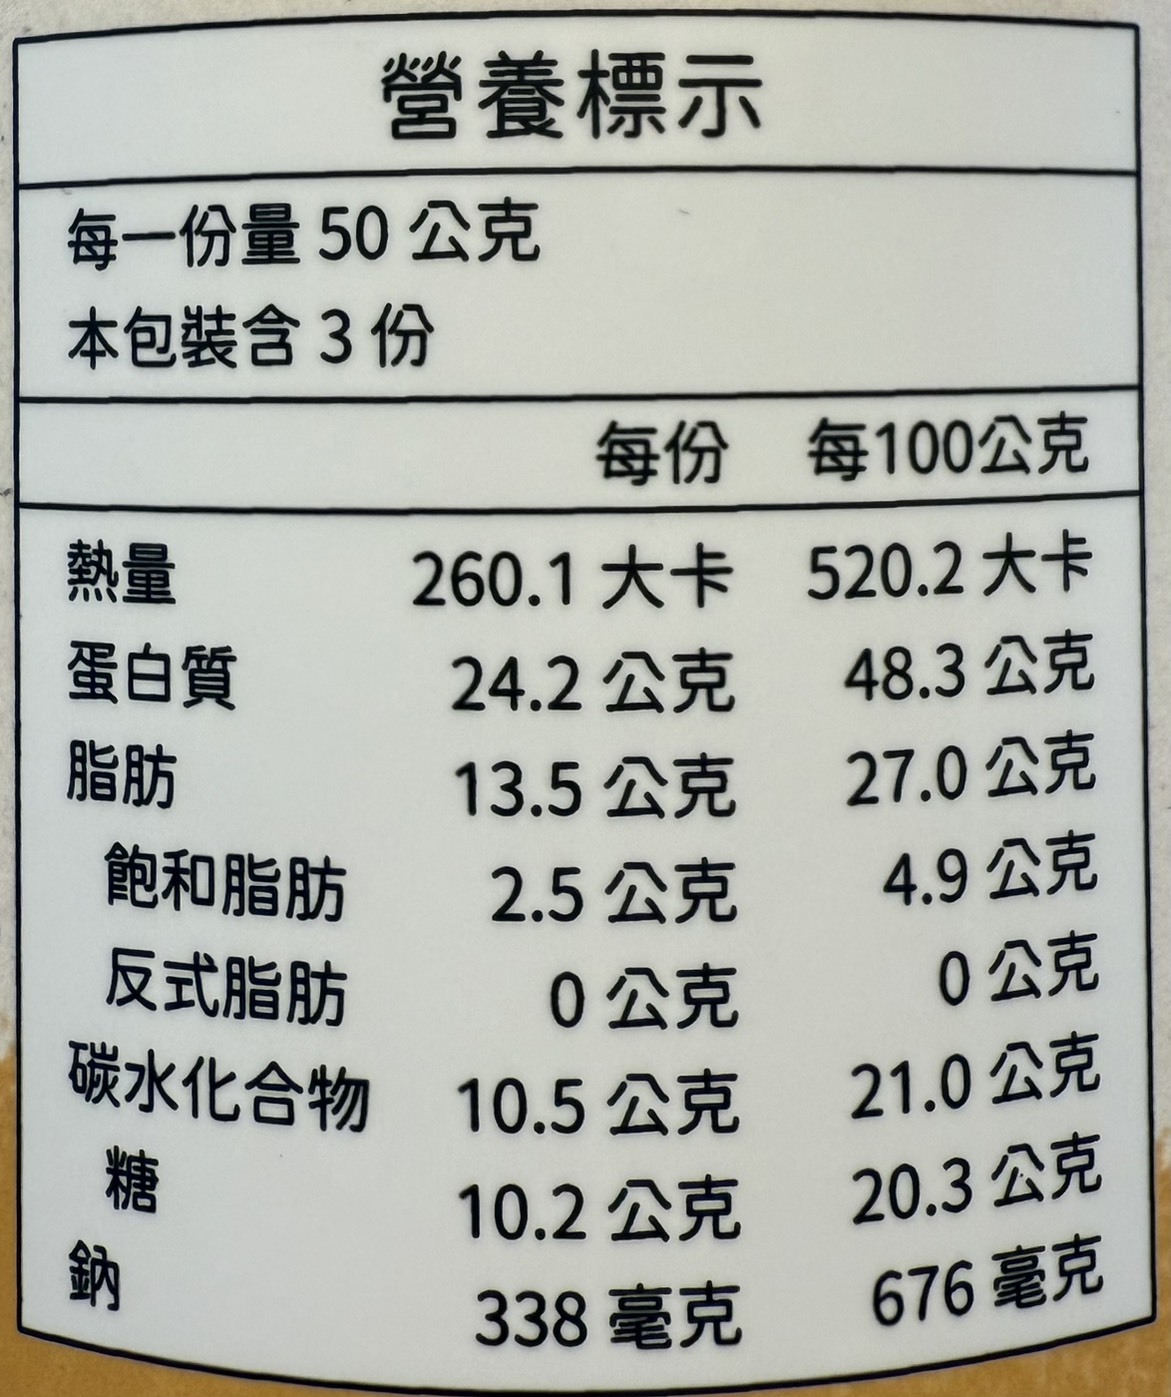 營養標示
每一份量 50 公克
本包裝含 3 份
每份 每100公克
熱量 260.1 大卡 520.2 大卡
蛋白質 24.2 公克 48.3 公克
脂肪 13.5 公克 27.0 公克
飽和脂肪 2.5 公克 4.9 公克
反式脂肪 0 公克 0 公克
碳水化合物 10.5 公克 21.0 公克
糖 10.2 公克 20.3 公克
鈉 338 毫克 676 毫克